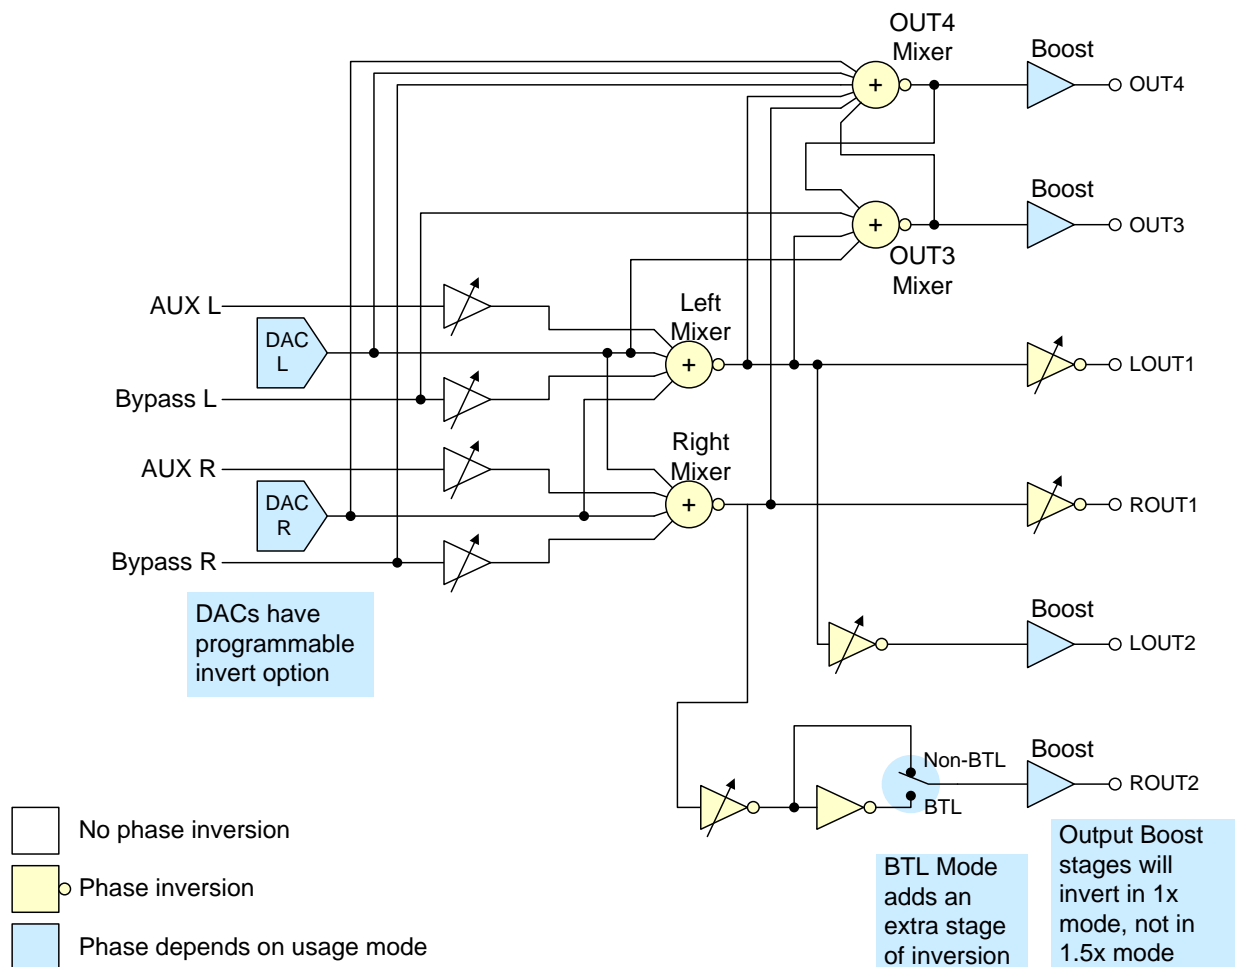 OUT4
Mixer
Boost
+
OUT4
Boost
+
OUT3
OUT3
Mixer
AUX L
Left
Mixer
DAC
L
+
LOUT1
Bypass L
Right
Mixer
AUX R
DAC
R
+
ROUT1
Bypass R
DACs have
programmable
invert option
Boost
LOUT2
Boost
Non-BTL
ROUT2
BTL
No phase inversion
Phase inversion
Phase depends on usage mode
BTL Mode
adds an
extra stage
of inversion
Output Boost
stages will
invert in 1x
mode, not in
1.5x mode